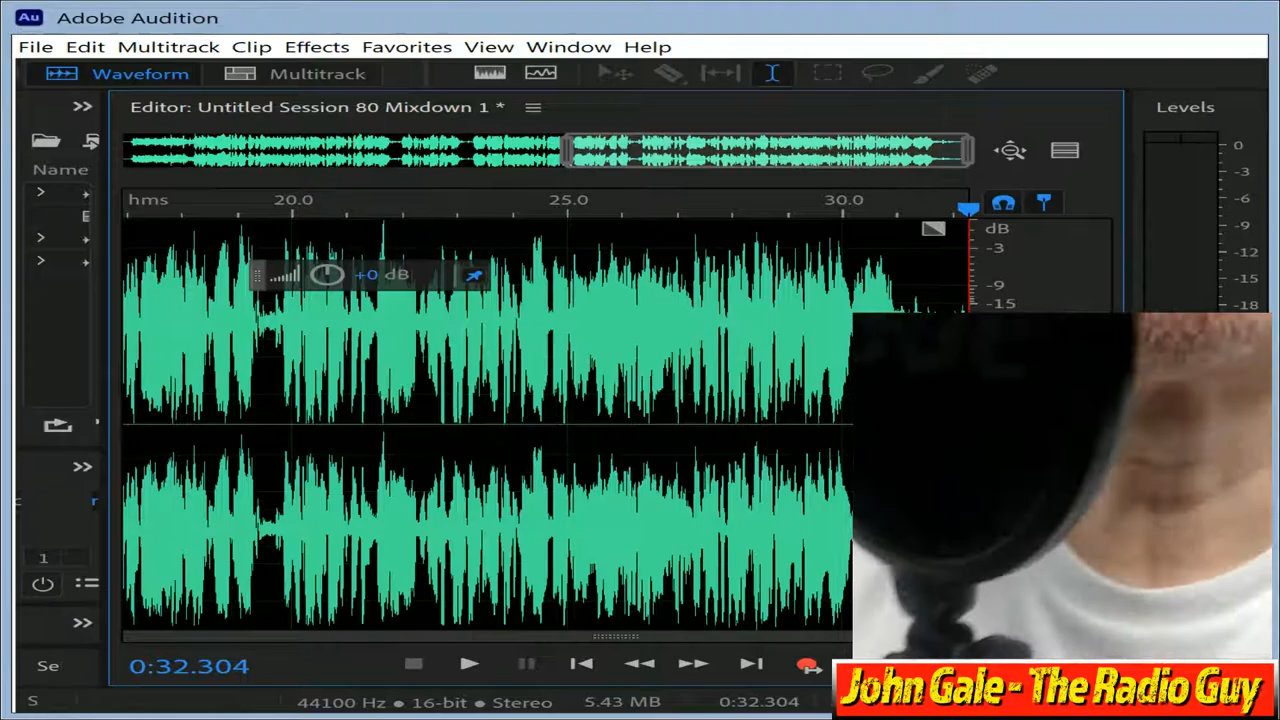 Au Adobe Audition
File Edit Multitrack Clip Effects Favorites View Window Help
Waveform Multitrack
Editor: Untitled Session 80 Mixdown 1 *
Levels
Name
hms 20.0 25.0 30.0
dB
-3
-9
-15
0
-3
-6
-9
-12
-15
-18
+0 dB
1
Se
0:32.304
S
44100 Hz • 16-bit • Stereo 5.43 MB 0:32.304
John Gale - The Radio Guy